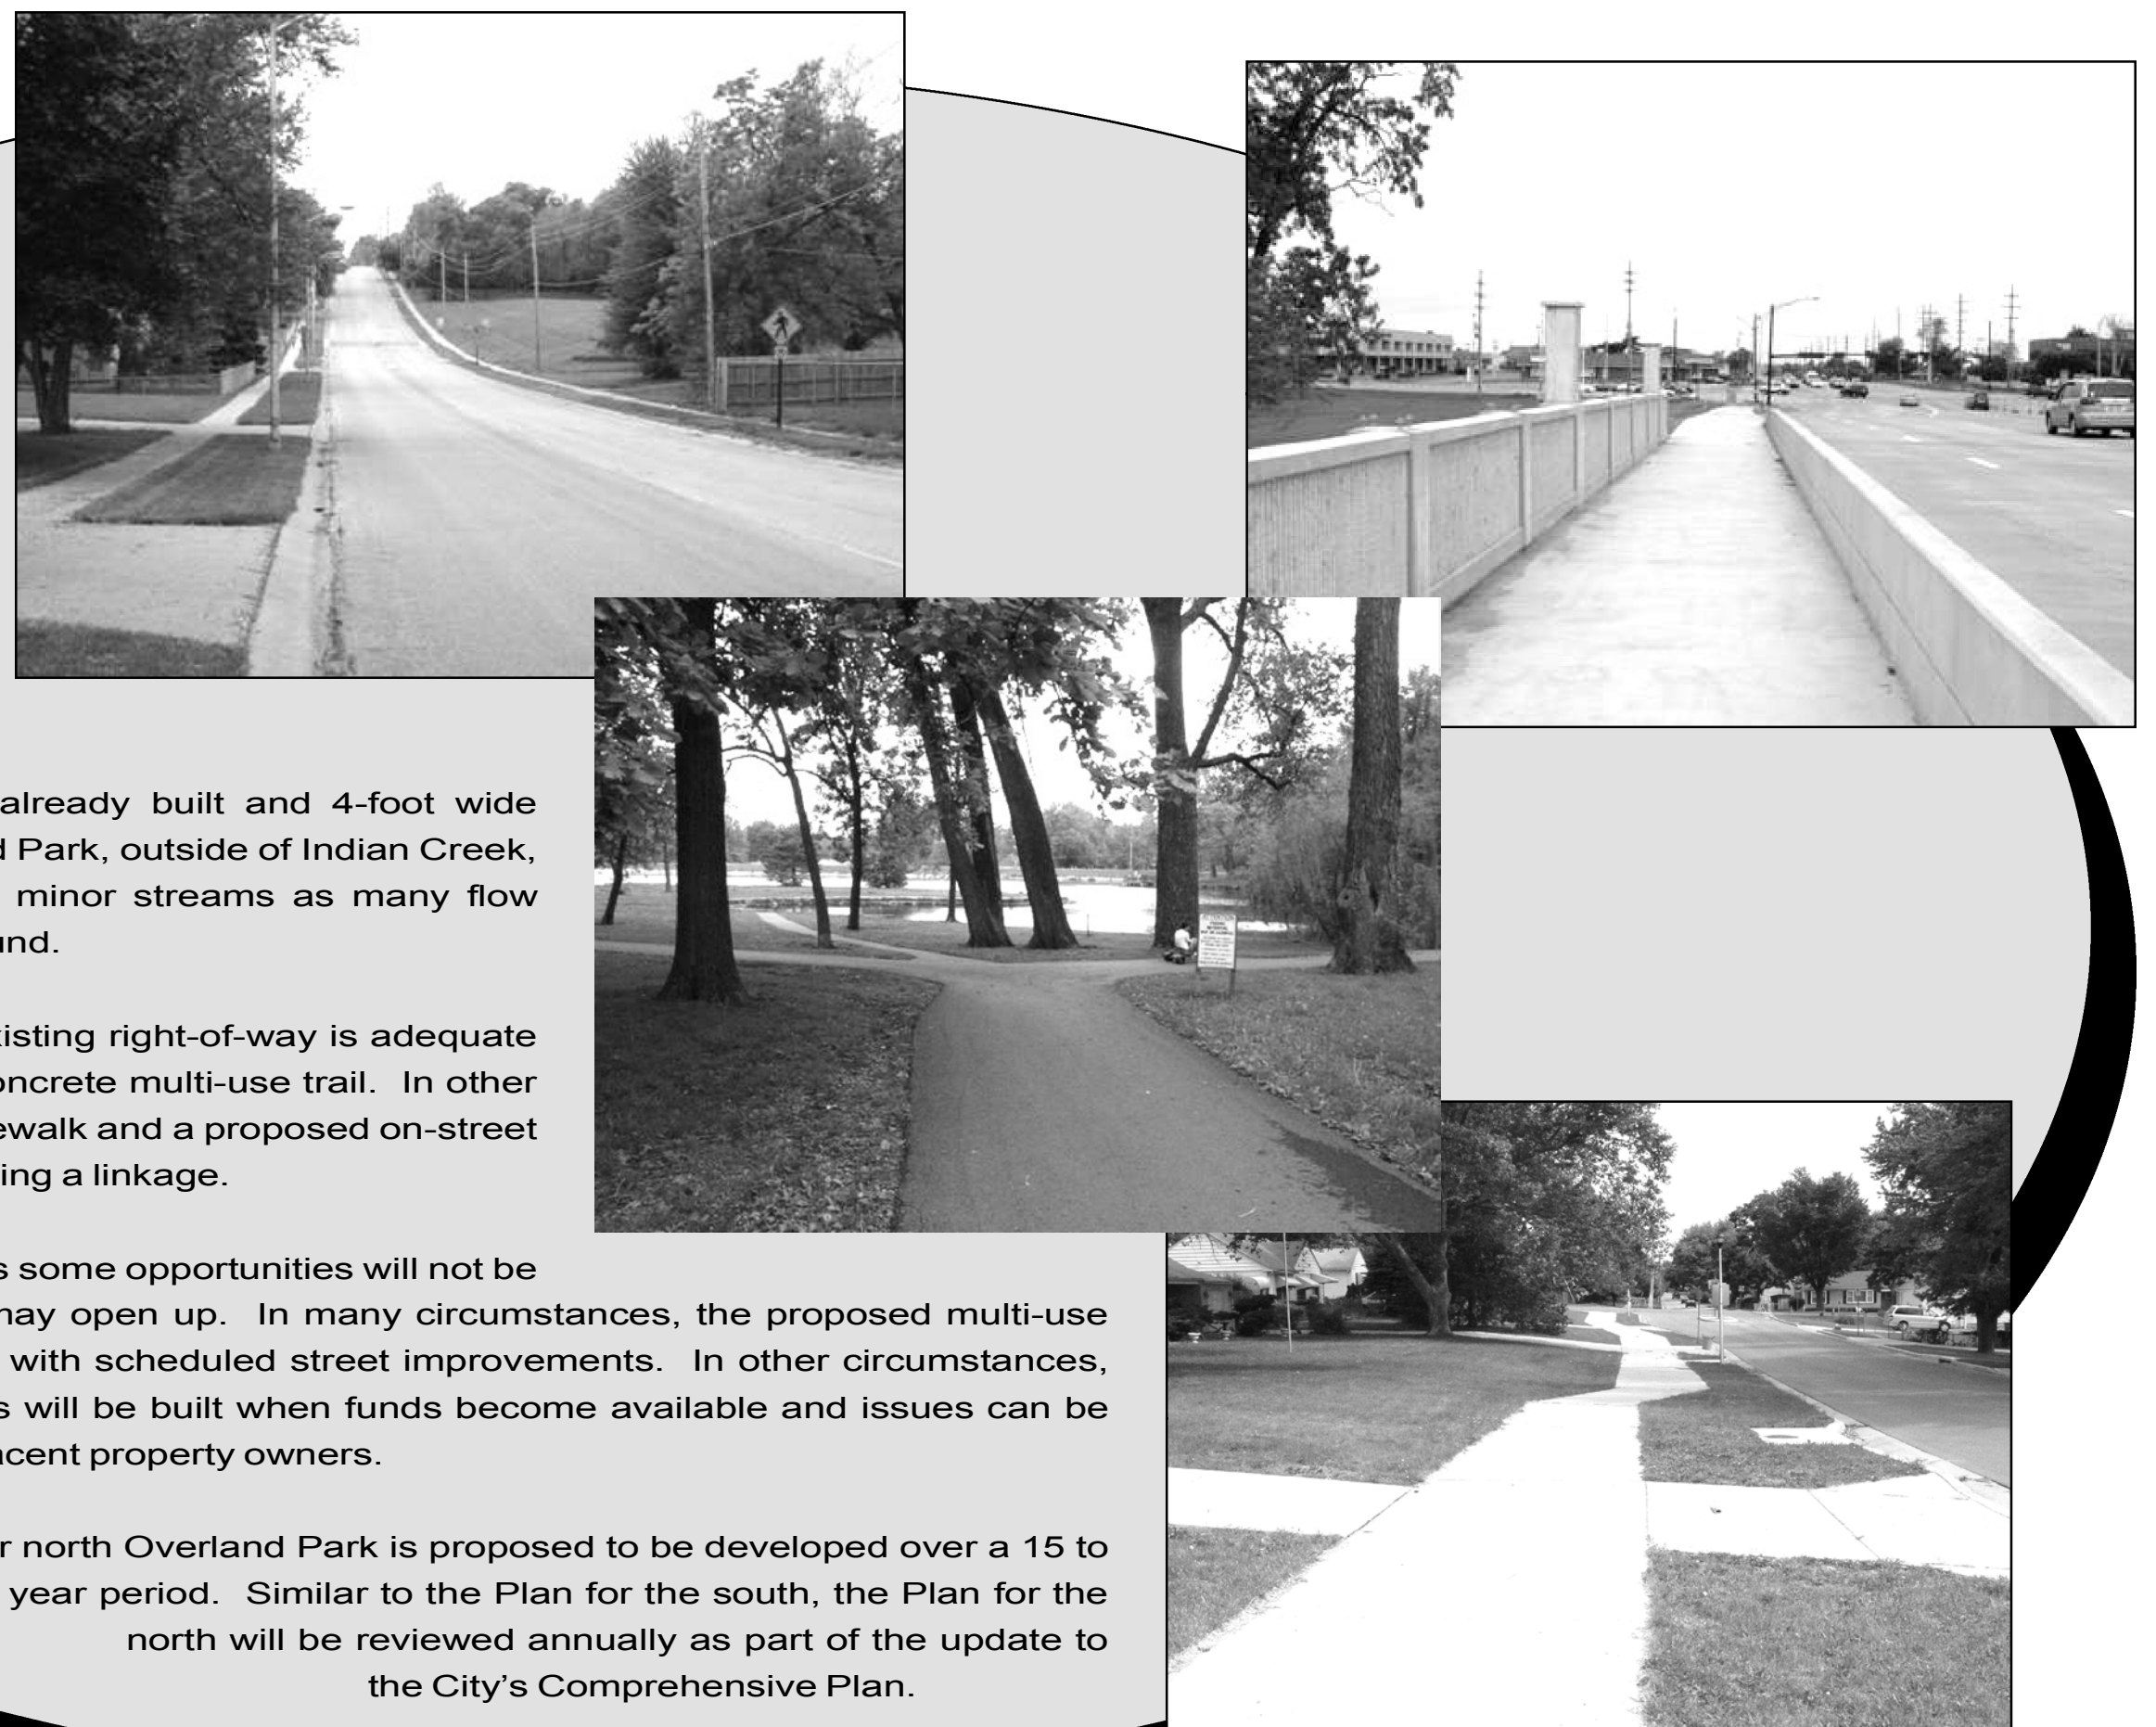 already built and 4-foot wide
d Park, outside of Indian Creek,
minor streams as many flow
und.
xisting right-of-way is adequate
oncrete multi-use trail. In other
ewalk and a proposed on-street
ing a linkage.
s some opportunities will not be
may open up. In many circumstances, the proposed multi-use
with scheduled street improvements. In other circumstances,
s will be built when funds become available and issues can be
acent property owners.
r north Overland Park is proposed to be developed over a 15 to
year period. Similar to the Plan for the south, the Plan for the
north will be reviewed annually as part of the update to
the City’s Comprehensive Plan.